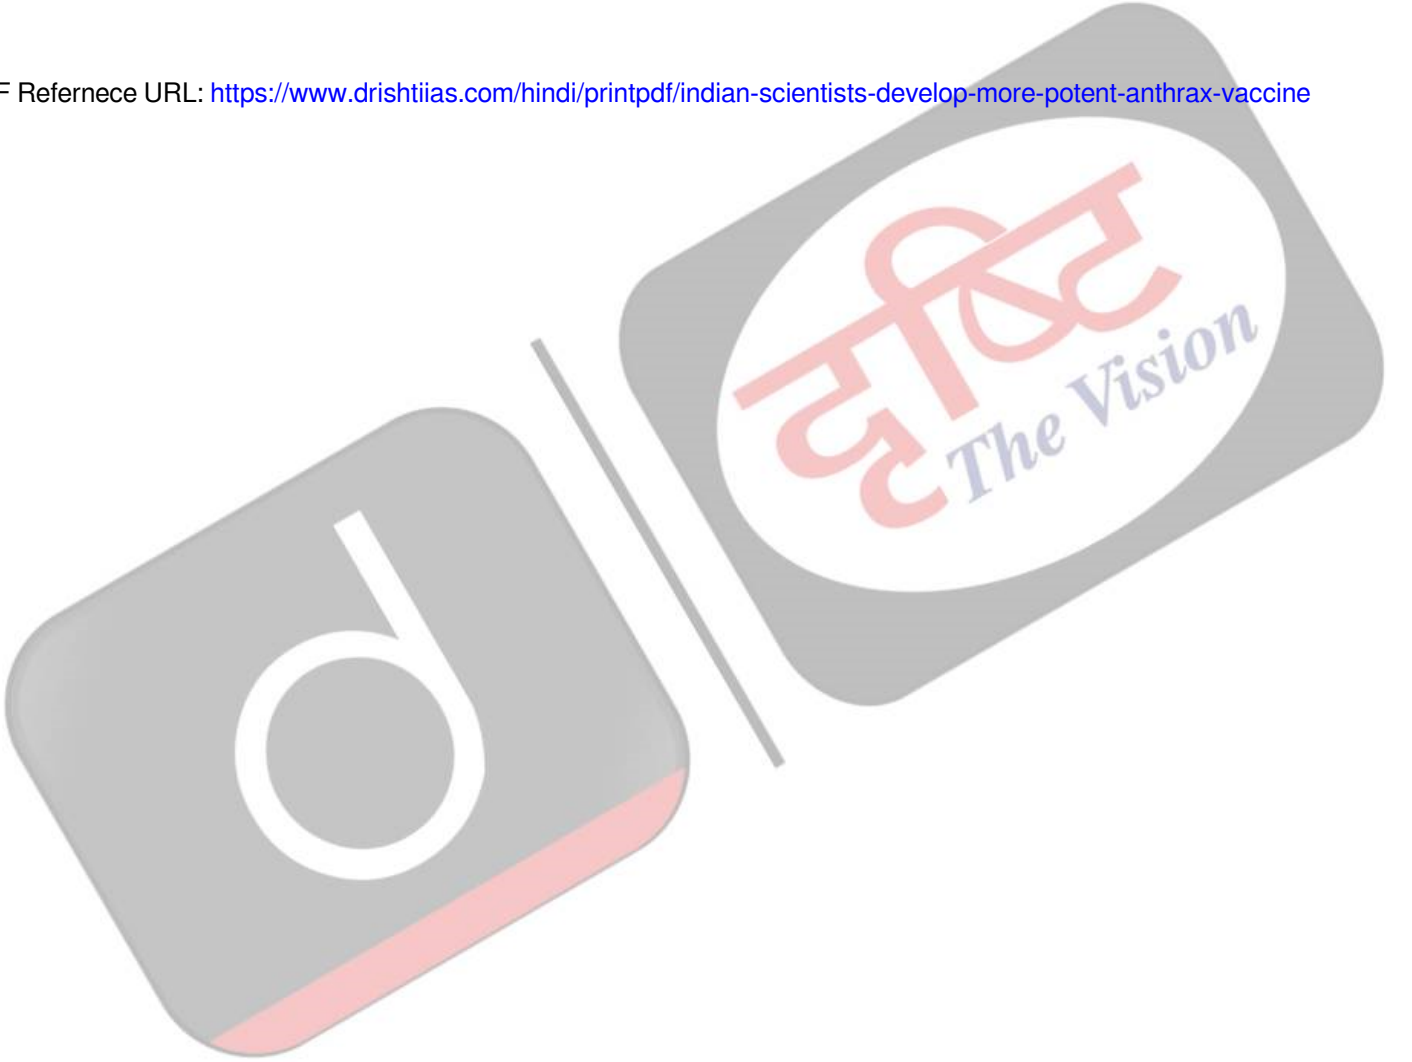 F Refernece URL: https://www.drishtiias.com/hindi/printpdf/indian-scientists-develop-more-potent-anthrax-vaccine
दृष्टि
The Vision
d